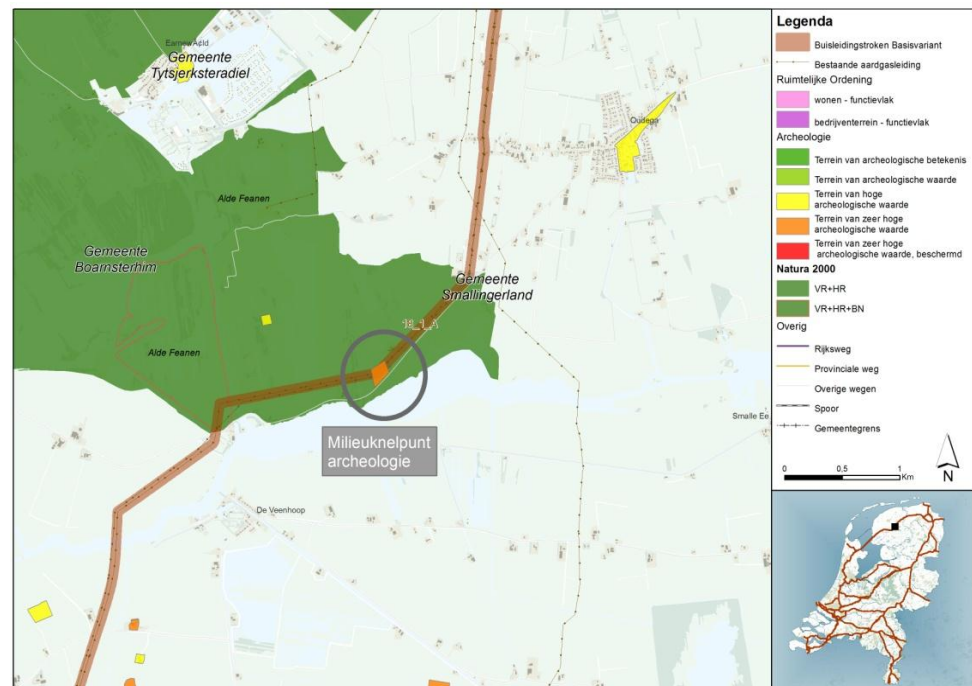 Earnewâld
Gemeente
Tytsjerksteradiel
Oudega
Alde Feanen
Gemeente
Boarnsterhim
Gemeente
Smallingerland
Alde Feanen
Milieuknelpunt
archeologie
Smalle Ee
De Veenhoop
Legenda
Buisleidingstroken Basisvariant
Bestaande aardgasleiding
Ruimtelijke Ordening
wonen - functievlak
bedrijventerrein - functievlak
Archeologie
Terrein van archeologische betekenis
Terrein van archeologische waarde
Terrein van hoge
archeologische waarde
Terrein van zeer hoge
archeologische waarde
Terrein van zeer hoge
archeologische waarde, beschermd
Natura 2000
VR+HR
VR+HR+BN
Overig
Rijksweg
Provinciale weg
Overige wegen
Spoor
Gemeentegrens
0 0,5 1
Km
N